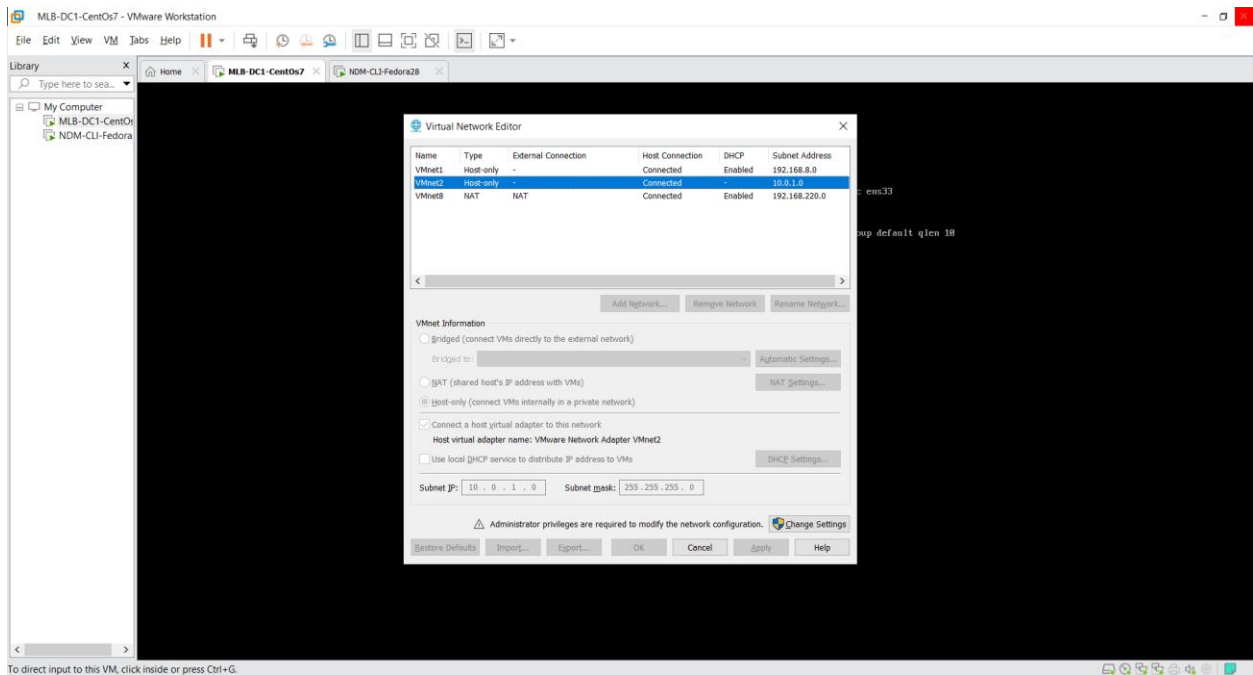 MLB-DC1-CentOs7 - VMware Workstation
File Edit View VM Tabs Help
Library
Home MLB-DC1-CentOs7 NDM-CLI-Fedora28
Type here to sea...
My Computer
MLB-DC1-CentOs
NDM-CLI-Fedora
Virtual Network Editor
Name Type External Connection Host Connection DHCP Subnet Address
VMnet1 Host-only - Connected Enabled 192.168.8.0
VMnet2 Host-only - Connected - 10.0.1.0
VMnet8 NAT NAT Connected Enabled 192.168.220.0
: ens33
oup default qlen 10
Add Network... Remove Network Rename Network...
VMnet Information
Bridged (connect VMs directly to the external network)
Bridged to: Automatic Settings...
NAT (shared host's IP address with VMs) NAT Settings...
Host-only (connect VMs internally in a private network)
Connect a host virtual adapter to this network
Host virtual adapter name: VMware Network Adapter VMnet2
Use local DHCP service to distribute IP address to VMs DHCP Settings...
Subnet IP: 10 . 0 . 1 . 0 Subnet mask: 255 . 255 . 255 . 0
Administrator privileges are required to modify the network configuration. Change Settings
Restore Defaults Import... Export... OK Cancel Apply Help
To direct input to this VM, click inside or press Ctrl+G.